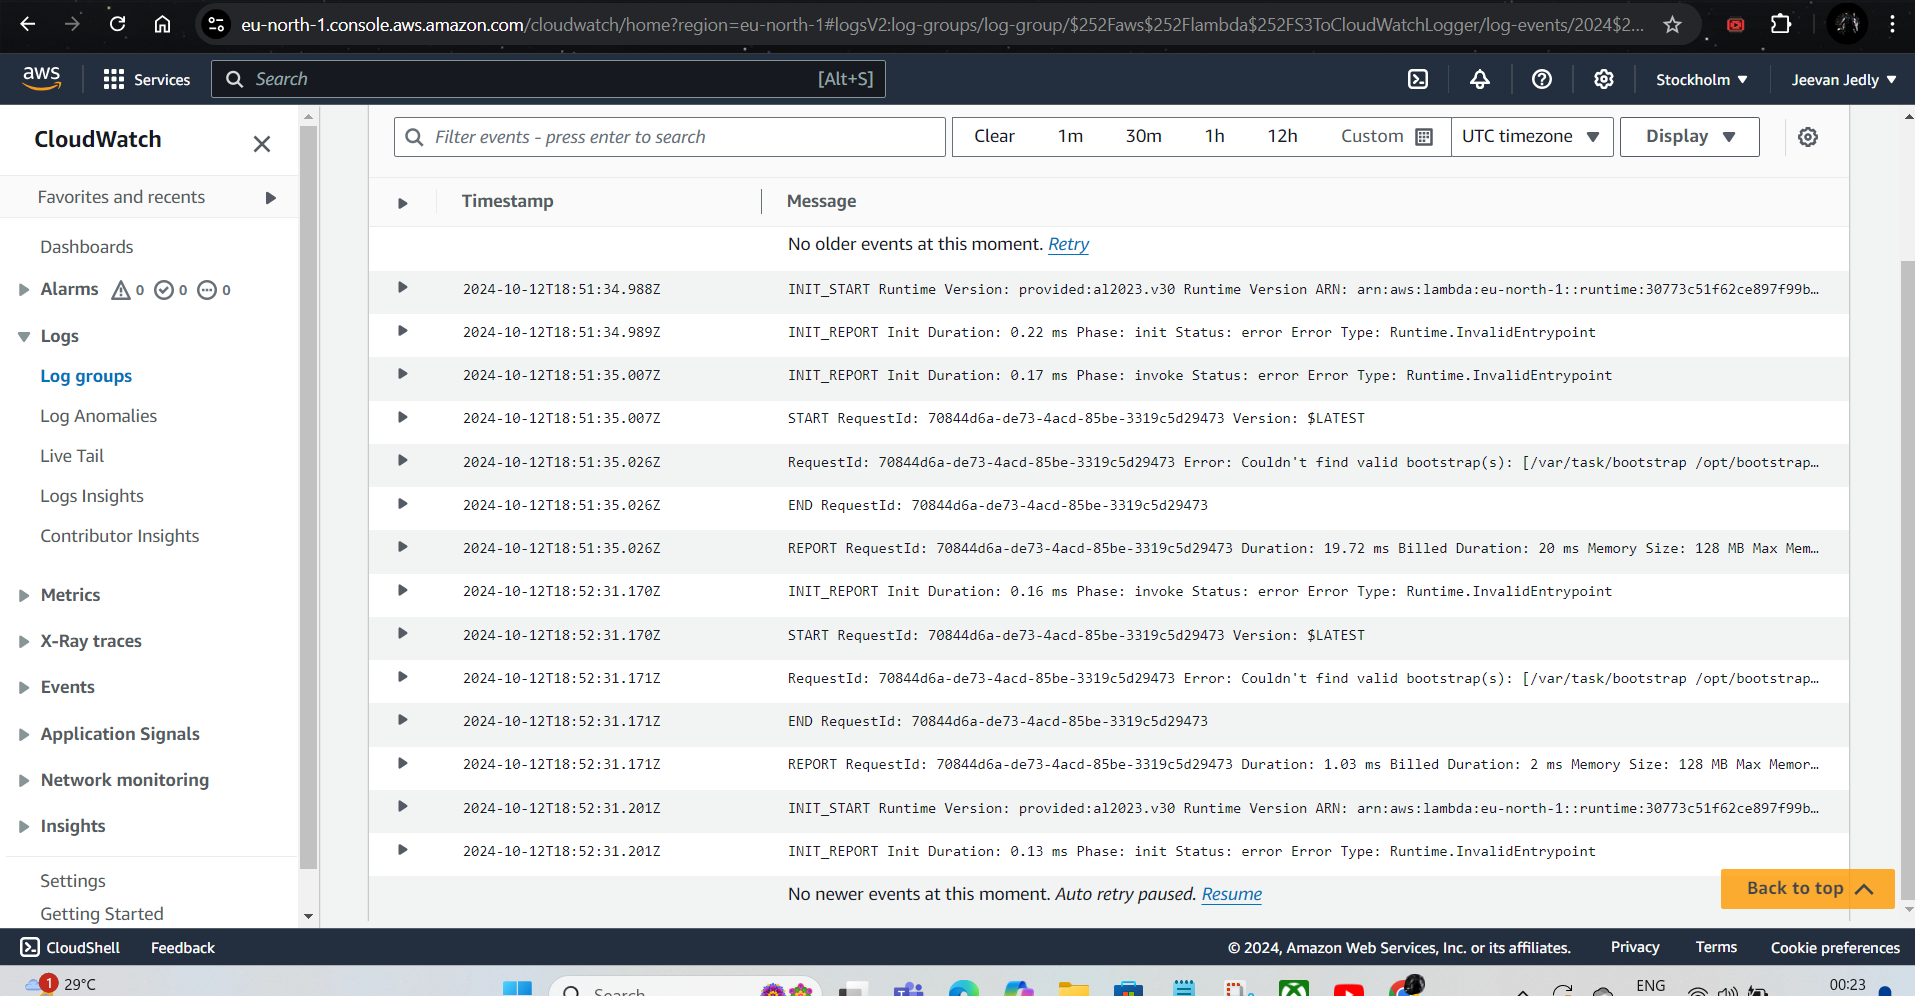 eu-north-1.console.aws.amazon.com/cloudwatch/home?region=eu-north-1#logsV2:log-groups/log-group/$252Faws$252Flambda$252FS3ToCloudWatchLogger/log-events/2024$2...
aws
Services
Search
[Alt+S]
Stockholm
Jeevan Jedly
CloudWatch
Favorites and recents
Dashboards
Alarms 0 0 0
Logs
Log groups
Log Anomalies
Live Tail
Logs Insights
Contributor Insights
Metrics
X-Ray traces
Events
Application Signals
Network monitoring
Insights
Settings
Getting Started
Filter events - press enter to search
Clear 1m 30m 1h 12h Custom UTC timezone Display
Timestamp Message
No older events at this moment. Retry
2024-10-12T18:51:34.988Z INIT_START Runtime Version: provided:al2023.v30 Runtime Version ARN: arn:aws:lambda:eu-north-1::runtime:30773c51f62ce897f99b…
2024-10-12T18:51:34.989Z INIT_REPORT Init Duration: 0.22 ms Phase: init Status: error Error Type: Runtime.InvalidEntrypoint
2024-10-12T18:51:35.007Z INIT_REPORT Init Duration: 0.17 ms Phase: invoke Status: error Error Type: Runtime.InvalidEntrypoint
2024-10-12T18:51:35.007Z START RequestId: 70844d6a-de73-4acd-85be-3319c5d29473 Version: $LATEST
2024-10-12T18:51:35.026Z RequestId: 70844d6a-de73-4acd-85be-3319c5d29473 Error: Couldn't find valid bootstrap(s): [/var/task/bootstrap /opt/bootstrap…
2024-10-12T18:51:35.026Z END RequestId: 70844d6a-de73-4acd-85be-3319c5d29473
2024-10-12T18:51:35.026Z REPORT RequestId: 70844d6a-de73-4acd-85be-3319c5d29473 Duration: 19.72 ms Billed Duration: 20 ms Memory Size: 128 MB Max Mem…
2024-10-12T18:52:31.170Z INIT_REPORT Init Duration: 0.16 ms Phase: invoke Status: error Error Type: Runtime.InvalidEntrypoint
2024-10-12T18:52:31.170Z START RequestId: 70844d6a-de73-4acd-85be-3319c5d29473 Version: $LATEST
2024-10-12T18:52:31.171Z RequestId: 70844d6a-de73-4acd-85be-3319c5d29473 Error: Couldn't find valid bootstrap(s): [/var/task/bootstrap /opt/bootstrap…
2024-10-12T18:52:31.171Z END RequestId: 70844d6a-de73-4acd-85be-3319c5d29473
2024-10-12T18:52:31.171Z REPORT RequestId: 70844d6a-de73-4acd-85be-3319c5d29473 Duration: 1.03 ms Billed Duration: 2 ms Memory Size: 128 MB Max Memor…
2024-10-12T18:52:31.201Z INIT_START Runtime Version: provided:al2023.v30 Runtime Version ARN: arn:aws:lambda:eu-north-1::runtime:30773c51f62ce897f99b…
2024-10-12T18:52:31.201Z INIT_REPORT Init Duration: 0.13 ms Phase: init Status: error Error Type: Runtime.InvalidEntrypoint
No newer events at this moment. Auto retry paused. Resume
Back to top
CloudShell Feedback © 2024, Amazon Web Services, Inc. or its affiliates. Privacy Terms Cookie preferences
1 29°C
Search
ENG
00:23